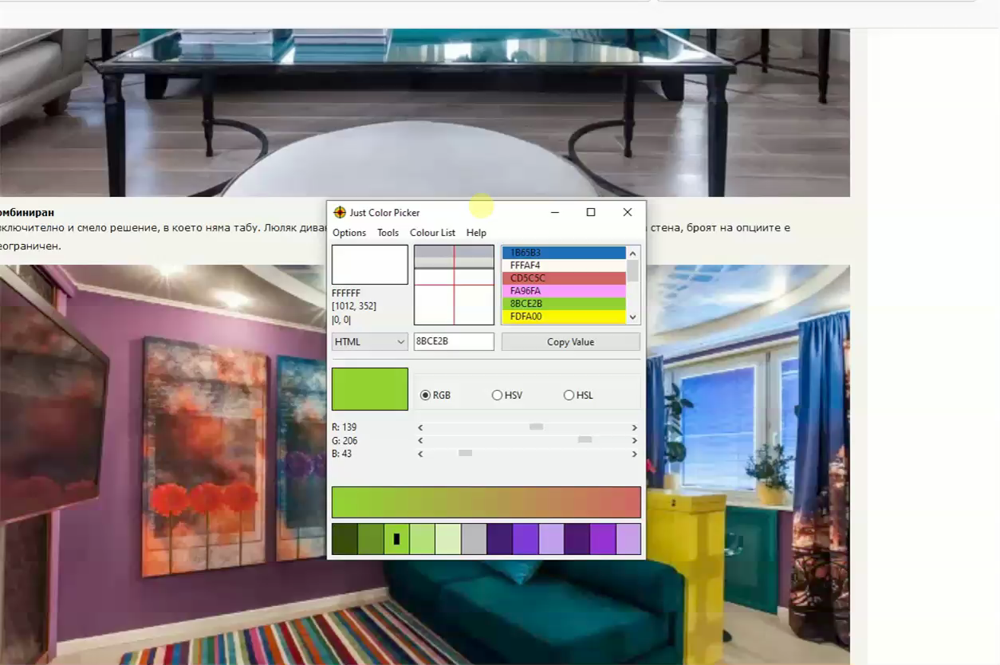 омбиниран
включително и смело решение, в което няма табу. Люляк дива
стена, броят на опциите е
еограничен.
Just Color Picker
Options Tools Colour List Help
1B65B3
FFFAF4
CD5C5C
FA96FA
8BCE2B
FDFA00
FFFFFF
[1012, 352]
|0, 0|
HTML
8BCE2B
Copy Value
RGB
HSV
HSL
R: 139
G: 206
B: 43